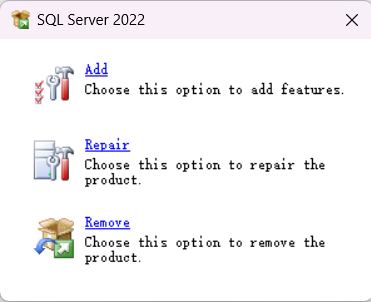 SQL Server 2022
Add
Choose this option to add features.
Repair
Choose this option to repair the
product.
Remove
Choose this option to remove the
product.